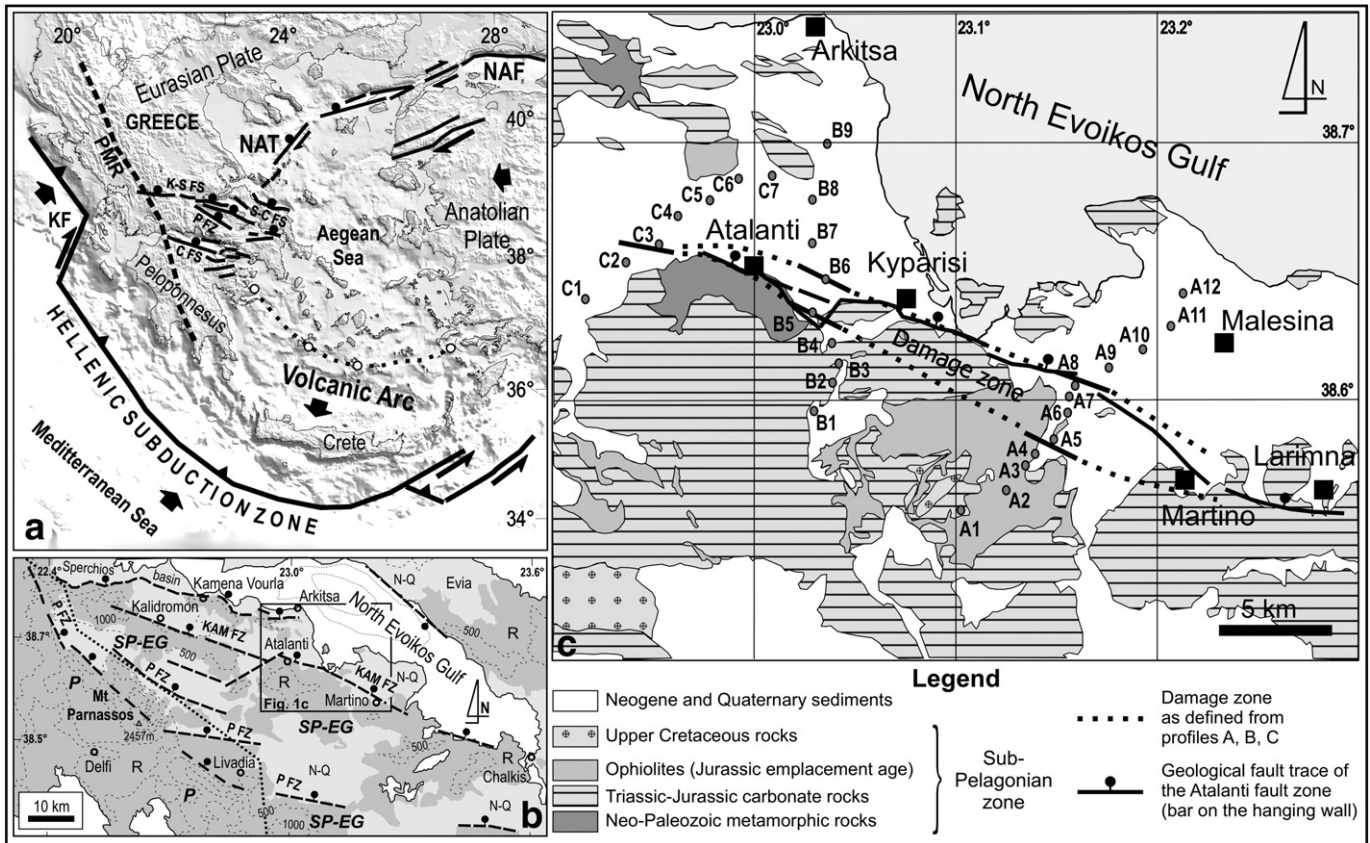 20°
24°
28°
Eurasian Plate
NAF
GREECE
40°
NAT
PMR
K-S FS
S-C FS
P FZ
KF
C FS
Aegean
Sea
Anatolian
Plate
38°
Peloponnesus
HELLENIC SUBDUCTION ZONE
Volcanic Arc
36°
Crete
Mediterranean Sea
34°
a
22.4
Sperchios
basin
Kamena Vourla
23.0
N-Q
Evia
23.6
Arkitsa
P FZ
Kalidromon
1000
KAM FZ
North Evoikos Gulf
500
R
38.7
SP-EG
500
Atalanti
P
P FZ
R
KAM FZ
N-Q
Mt
Parnassos
2457m
Fig. 1c
Martino
SP-EG
38.5
P FZ
500
R
Delfi
R
Livadia
N-Q
Chalkis
P
P FZ
N-Q
10 km
500
1000
SP-EG
b
23.0
23.1
23.2
Arkitsa
N
North Evoikos Gulf
38.7
B9
C6
C7
C5
B8
C4
Atalanti
B7
C3
C2
B6
Kyparisi
C1
A12
B5
A11
Malesina
B4
Damage zone
A10
B3
A8
A9
B2
A7
38.6
B1
A6
A5
A4
Larimna
A3
A2
Martino
A1
5 km
c
Legend
Neogene and Quaternary sediments
Upper Cretaceous rocks
Ophiolites (Jurassic emplacement age)
Triassic-Jurassic carbonate rocks
Neo-Paleozoic metamorphic rocks
Sub-
Pelagonian
zone
Damage zone
as defined from
profiles A, B, C
Geological fault trace of
the Atalanti fault zone
(bar on the hanging wall)